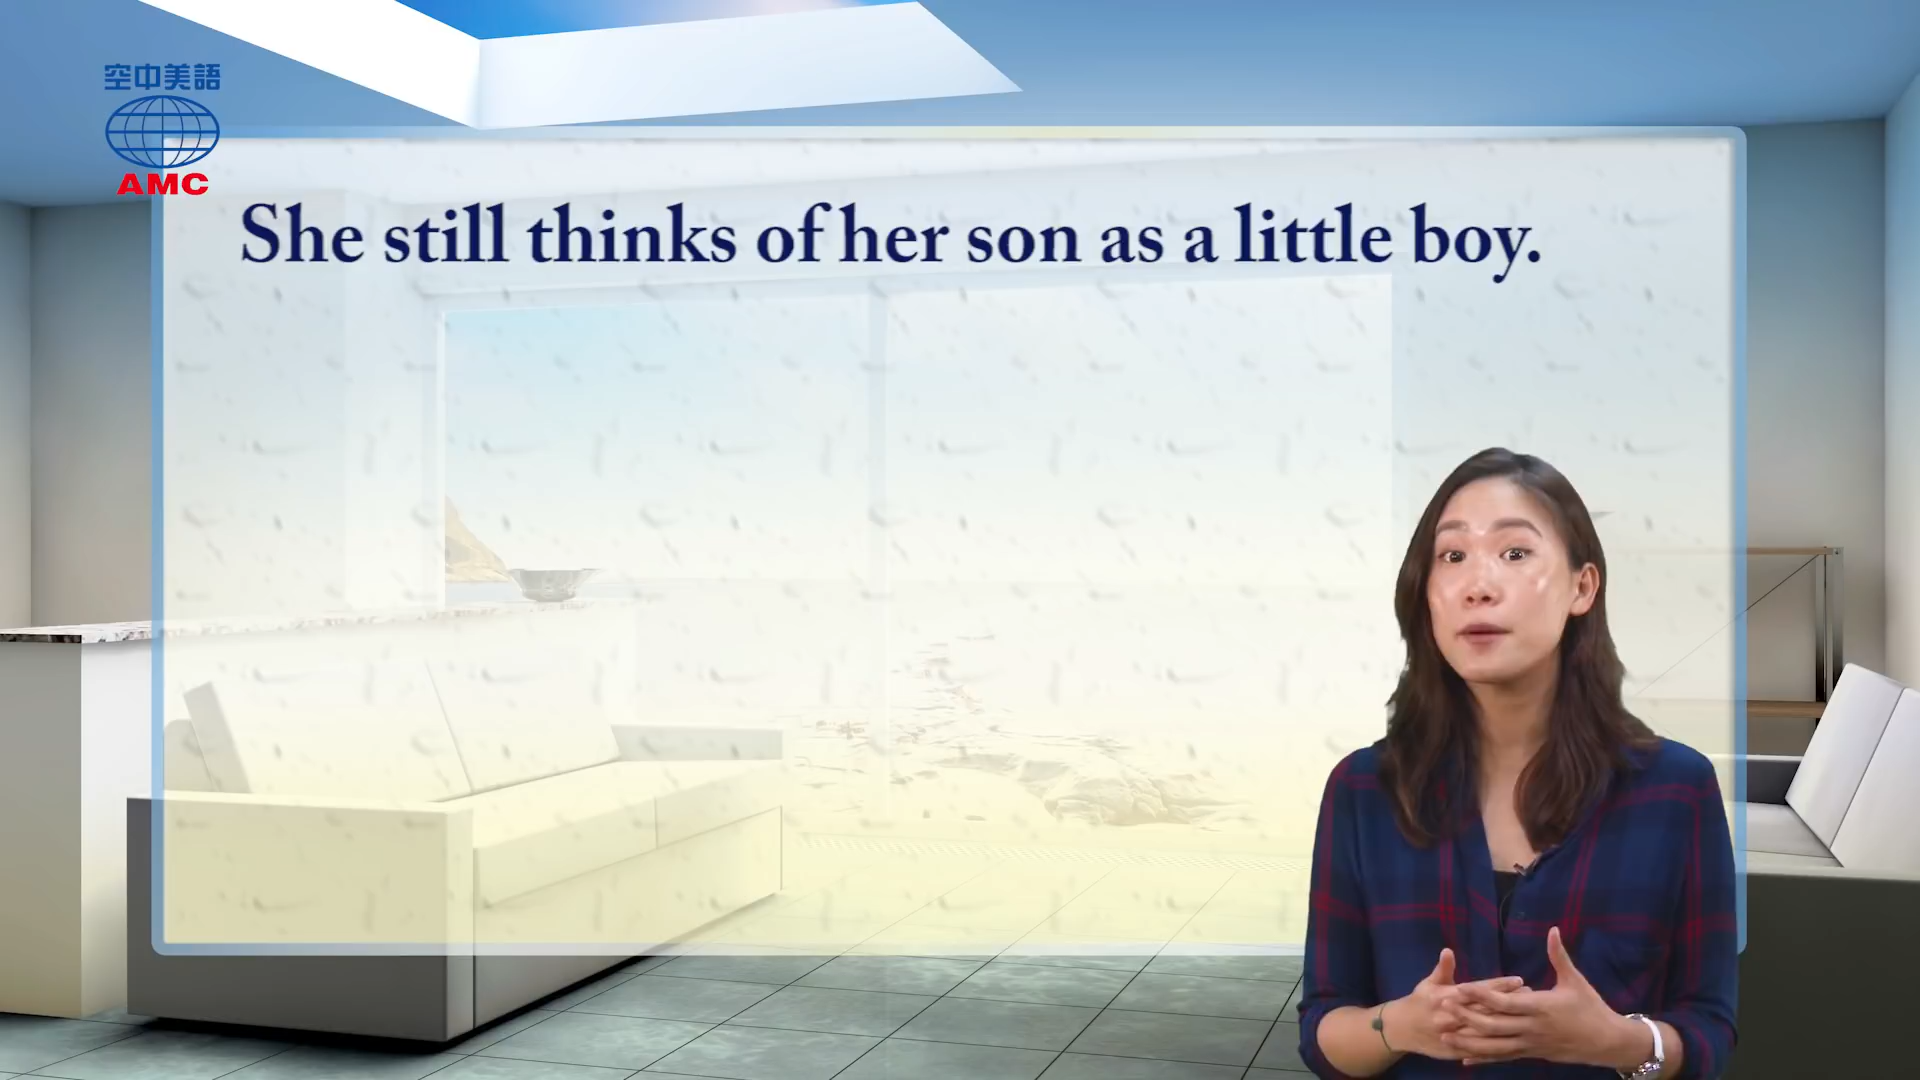 空中美語
AMC
She still thinks of her son as a little boy.